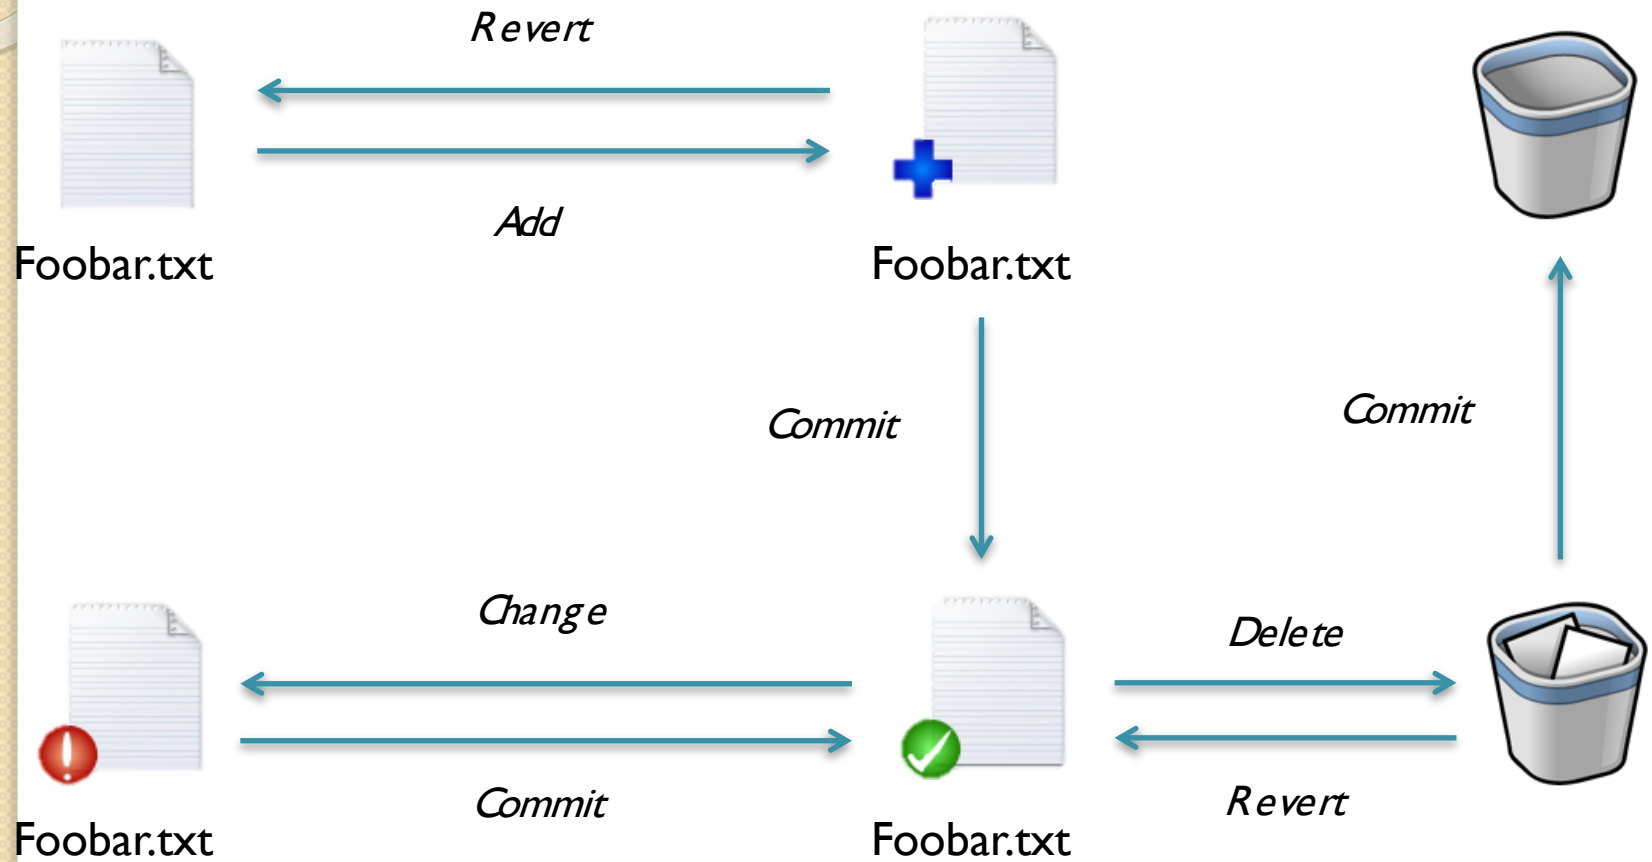 Revert
Add
Foobar.txt
Foobar.txt
Commit
Commit
Change
Delete
Commit
Revert
Foobar.txt
Foobar.txt